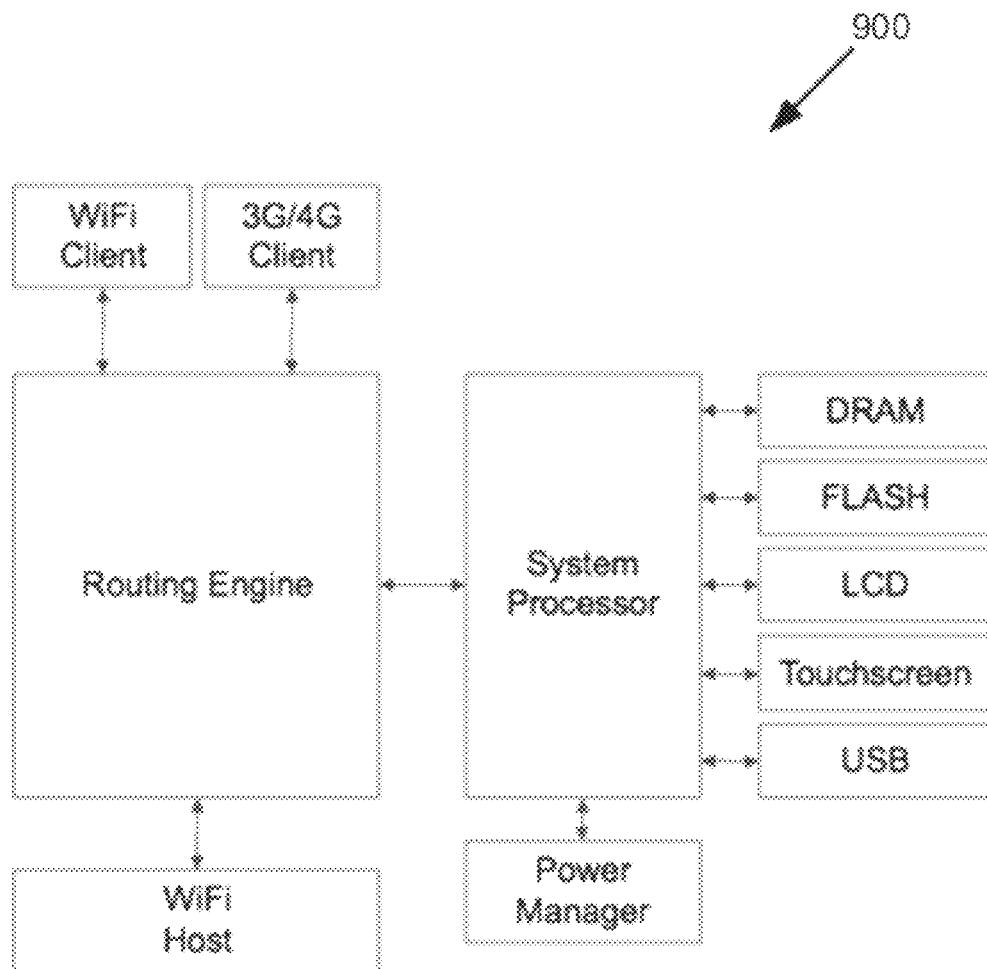 900
WiFi
Client
3G/4G
Client
Routing Engine
System
Processor
DRAM
FLASH
LCD
Touchscreen
USB
WiFi
Host
Power
Manager